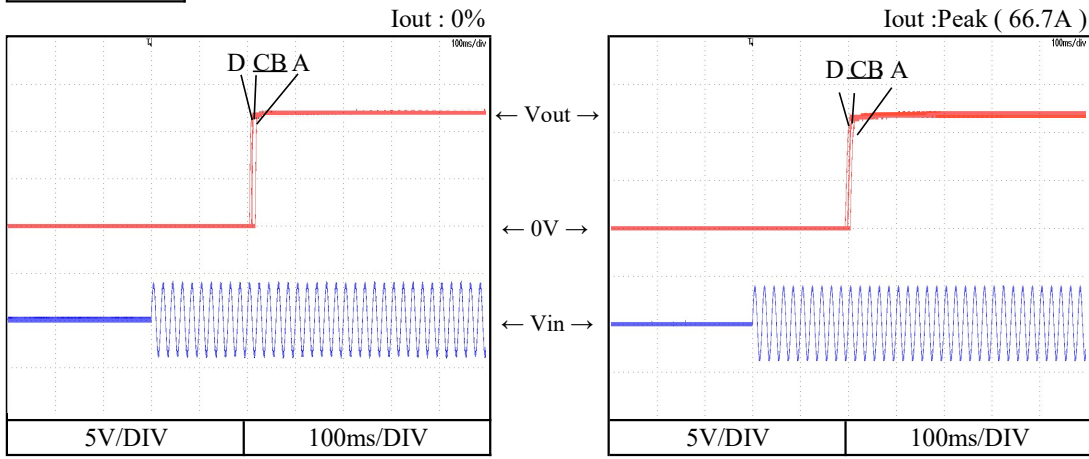 Iout : 0%
Iout :Peak ( 66.7A )
100ms/div
100ms/div
D CB A
D CB A
← Vout →
← 0V →
← Vin →
5V/DIV
100ms/DIV
5V/DIV
100ms/DIV